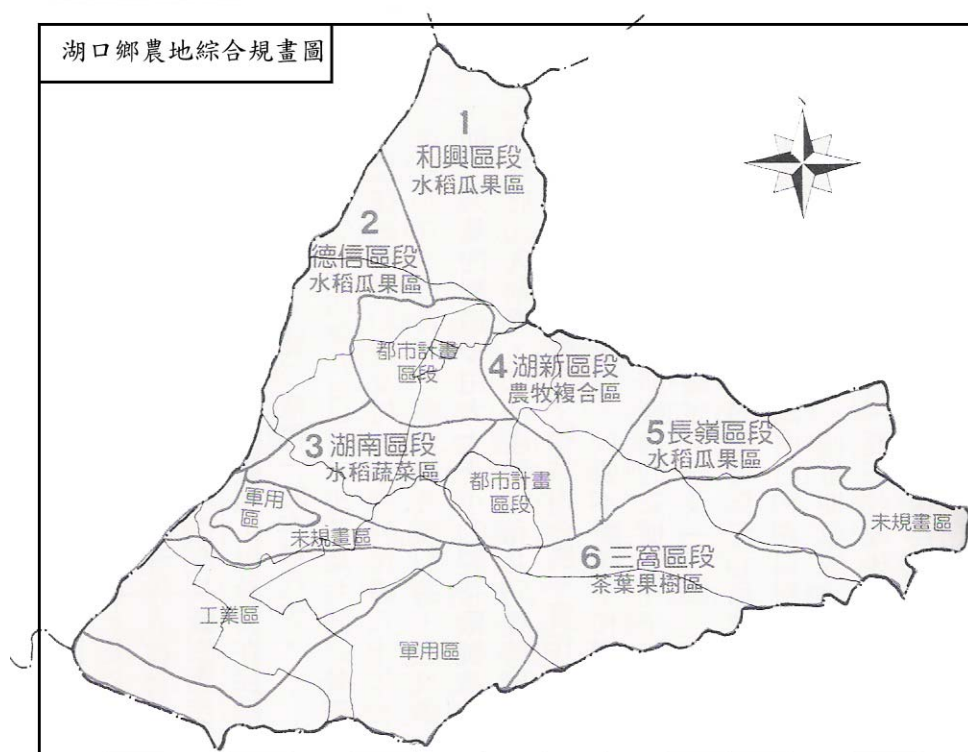 湖口鄉農地綜合規畫圖
1
和興區段
水稻瓜果區
2
德信區段
水稻瓜果區
都市計畫
區段
4 湖新區段
農牧複合區
3 湖南區段
水稻蔬菜區
5 長嶺區段
水稻瓜果區
都市計畫
區段
軍用
區
未規畫區
未規畫區
6 三窩區段
茶葉果樹區
工業區
軍用區